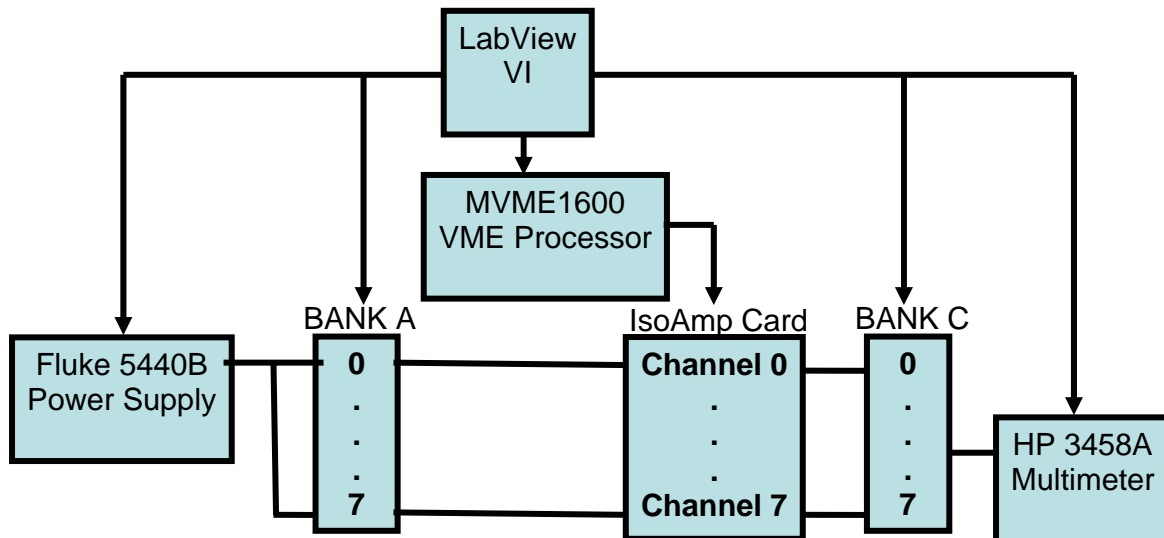 LabView
VI
MVME1600
VME Processor
BANK A
IsoAmp Card
BANK C
Fluke 5440B
Power Supply
0
.
.
.
7
Channel 0
.
.
.
Channel 7
0
.
.
.
7
HP 3458A
Multimeter